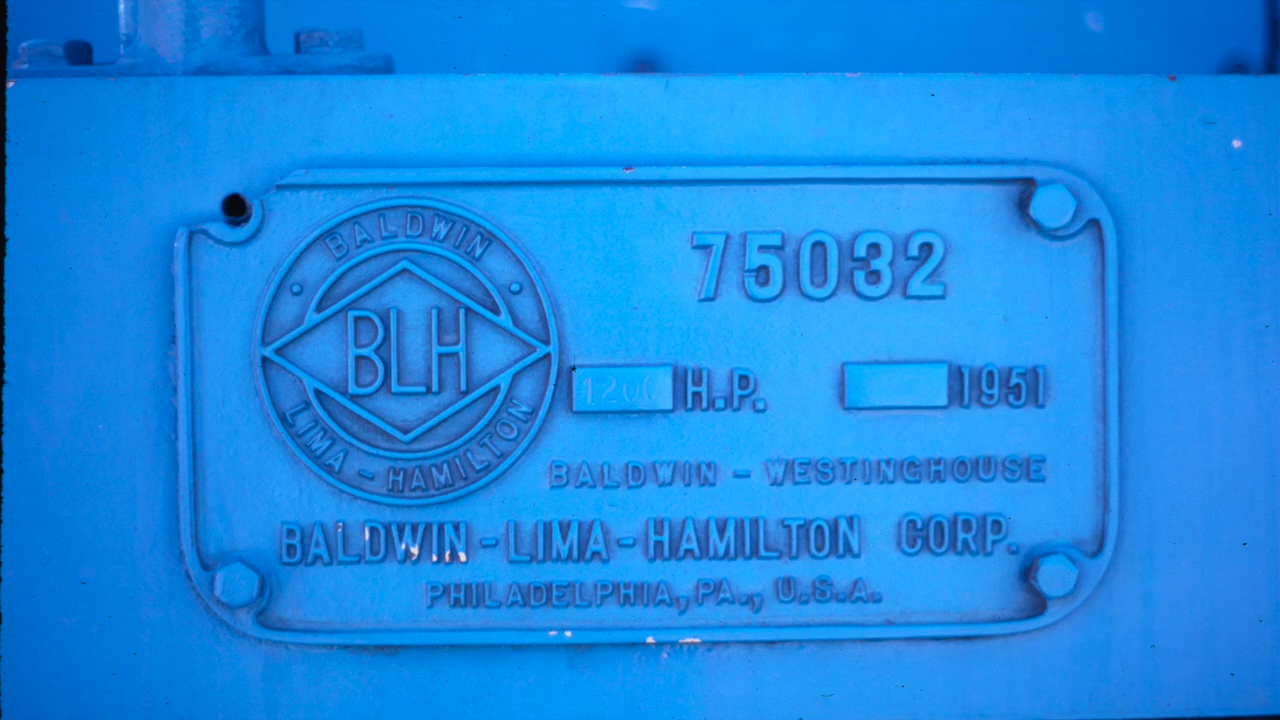 BALDWIN
BLH
LIMA - HAMILTON
75032
1200 H.P. 1951
BALDWIN - WESTINGHOUSE
BALDWIN - LIMA - HAMILTON CORP.
PHILADELPHIA, PA., U.S.A.